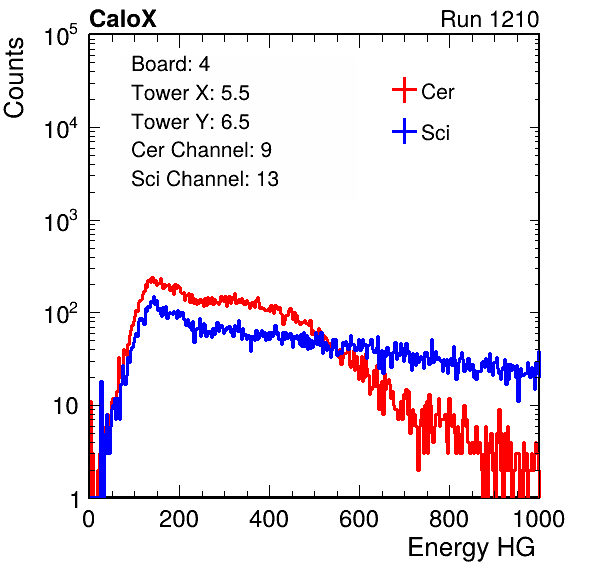 CaloX Run 1210
Counts
Board: 4
Tower X: 5.5
Tower Y: 6.5
Cer Channel: 9
Sci Channel: 13
Cer
Sci
10^5
10^4
10^3
10^2
10
1
0 200 400 600 800 1000
Energy HG